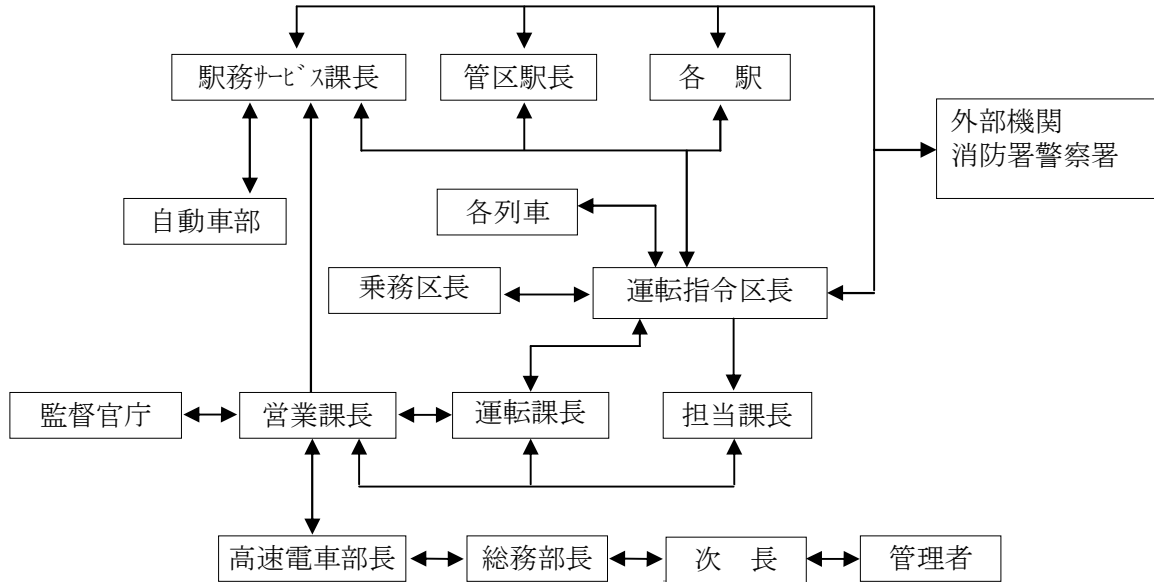 駅務ｻｰﾋﾞｽ課長
管区駅長
各　駅
外部機関
消防署警察署
自動車部
各列車
乗務区長
運転指令区長
監督官庁
営業課長
運転課長
担当課長
高速電車部長
総務部長
次　長
管理者